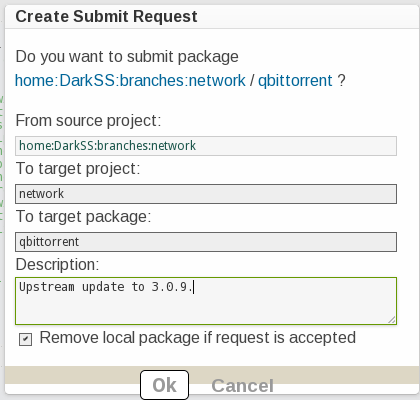 Create Submit Request
Do you want to submit package
home:DarkSS:branches:network / qbittorrent ?
From source project:
home:DarkSS:branches:network
To target project:
network
To target package:
qbittorrent
Description:
Upstream update to 3.0.9.
Remove local package if request is accepted
Ok Cancel